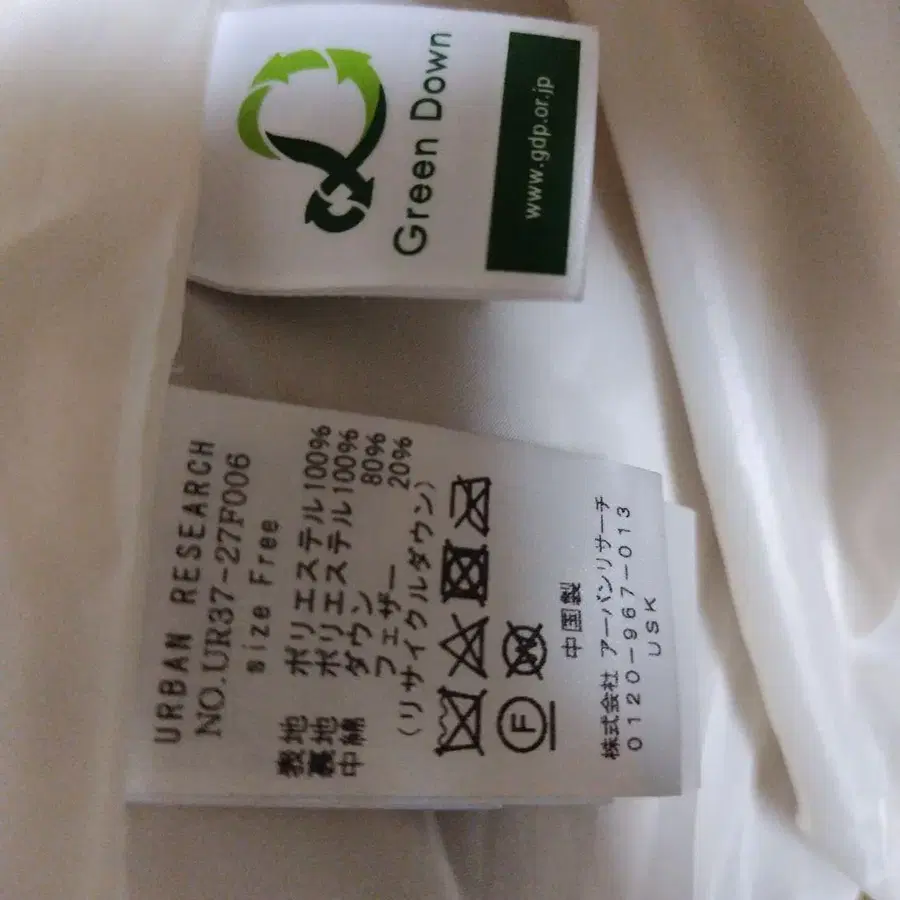 Green Down
www.gdp.or.jp
URBAN RESEARCH
NO.UR37-27F006
size Free
表地 ポリエステル100%
裏地 ポリエステル100%
中綿 ダウン 80%
フェザー 20%
(リサイクルダウン)
F
W
中国製
株式会社 アーバンリサーチ
0120-967-013
USK